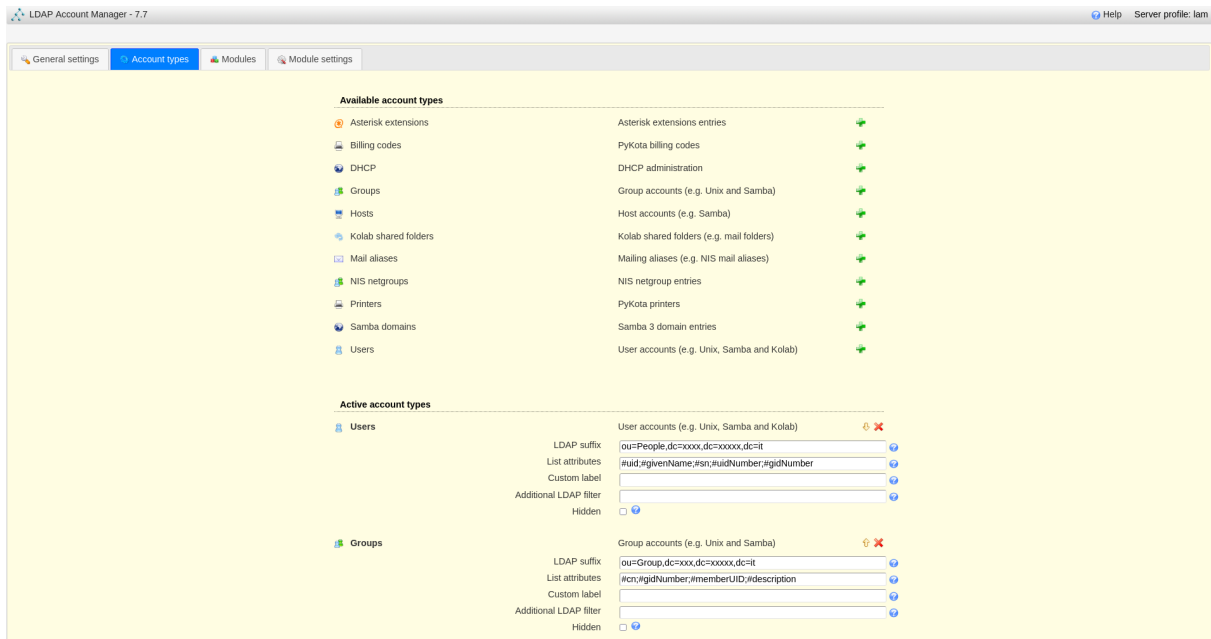 LDAP Account Manager - 7.7 Help Server profile: lam
General settings Account types Modules Module settings
Available account types
Asterisk extensions Asterisk extensions entries
Billing codes PyKota billing codes
DHCP DHCP administration
Groups Group accounts (e.g. Unix and Samba)
Hosts Host accounts (e.g. Samba)
Kolab shared folders Kolab shared folders (e.g. mail folders)
Mail aliases Mailing aliases (e.g. NIS mail aliases)
NIS netgroups NIS netgroup entries
Printers PyKota printers
Samba domains Samba 3 domain entries
Users User accounts (e.g. Unix, Samba and Kolab)
Active account types
Users User accounts (e.g. Unix, Samba and Kolab)
LDAP suffix ou=People,dc=xxxx,dc=xxxxx,dc=it
List attributes #uid;#givenName;#sn;#uidNumber;#gidNumber
Custom label
Additional LDAP filter
Hidden
Groups Group accounts (e.g. Unix and Samba)
LDAP suffix ou=Group,dc=xxx,dc=xxxxx,dc=it
List attributes #cn;#gidNumber;#memberUID;#description
Custom label
Additional LDAP filter
Hidden